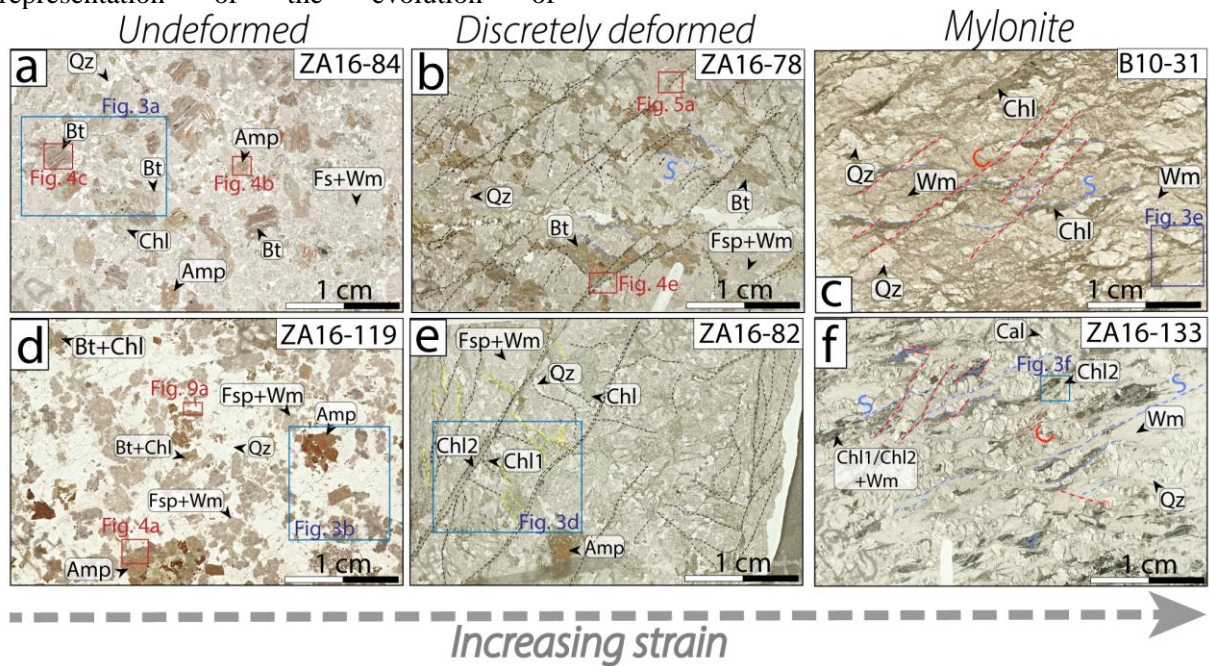 representation of the evolution of
Undeformed Discretely deformed Mylonite
a Qz ZA16-84
Fig. 3a
Bt
Amp
Bt
Fig. 4c
Fig. 4b
Fs+Wm
Chl
Bt
Amp
1 cm
b ZA16-78
Fig. 5a
S
Qz
Bt
Bt
Fsp+Wm
Fig. 4e
1 cm
B10-31
Chl
C
Qz
Wm
S
Wm
Chl
Fig. 3e
Qz
c
1 cm
d Bt+Chl ZA16-119
Fig. 9a
Fsp+Wm
Amp
Bt+Chl
Qz
Fsp+Wm
Fig. 4a
Fig. 3b
Amp
1 cm
e Fsp+Wm ZA16-82
Qz
Chl
Chl2
Chl1
Fig. 3d
Amp
1 cm
f Cal ZA16-133
Fig. 3f
Chl2
S
S
C
Wm
Chl1/Chl2
+Wm
Qz
1 cm
Increasing strain